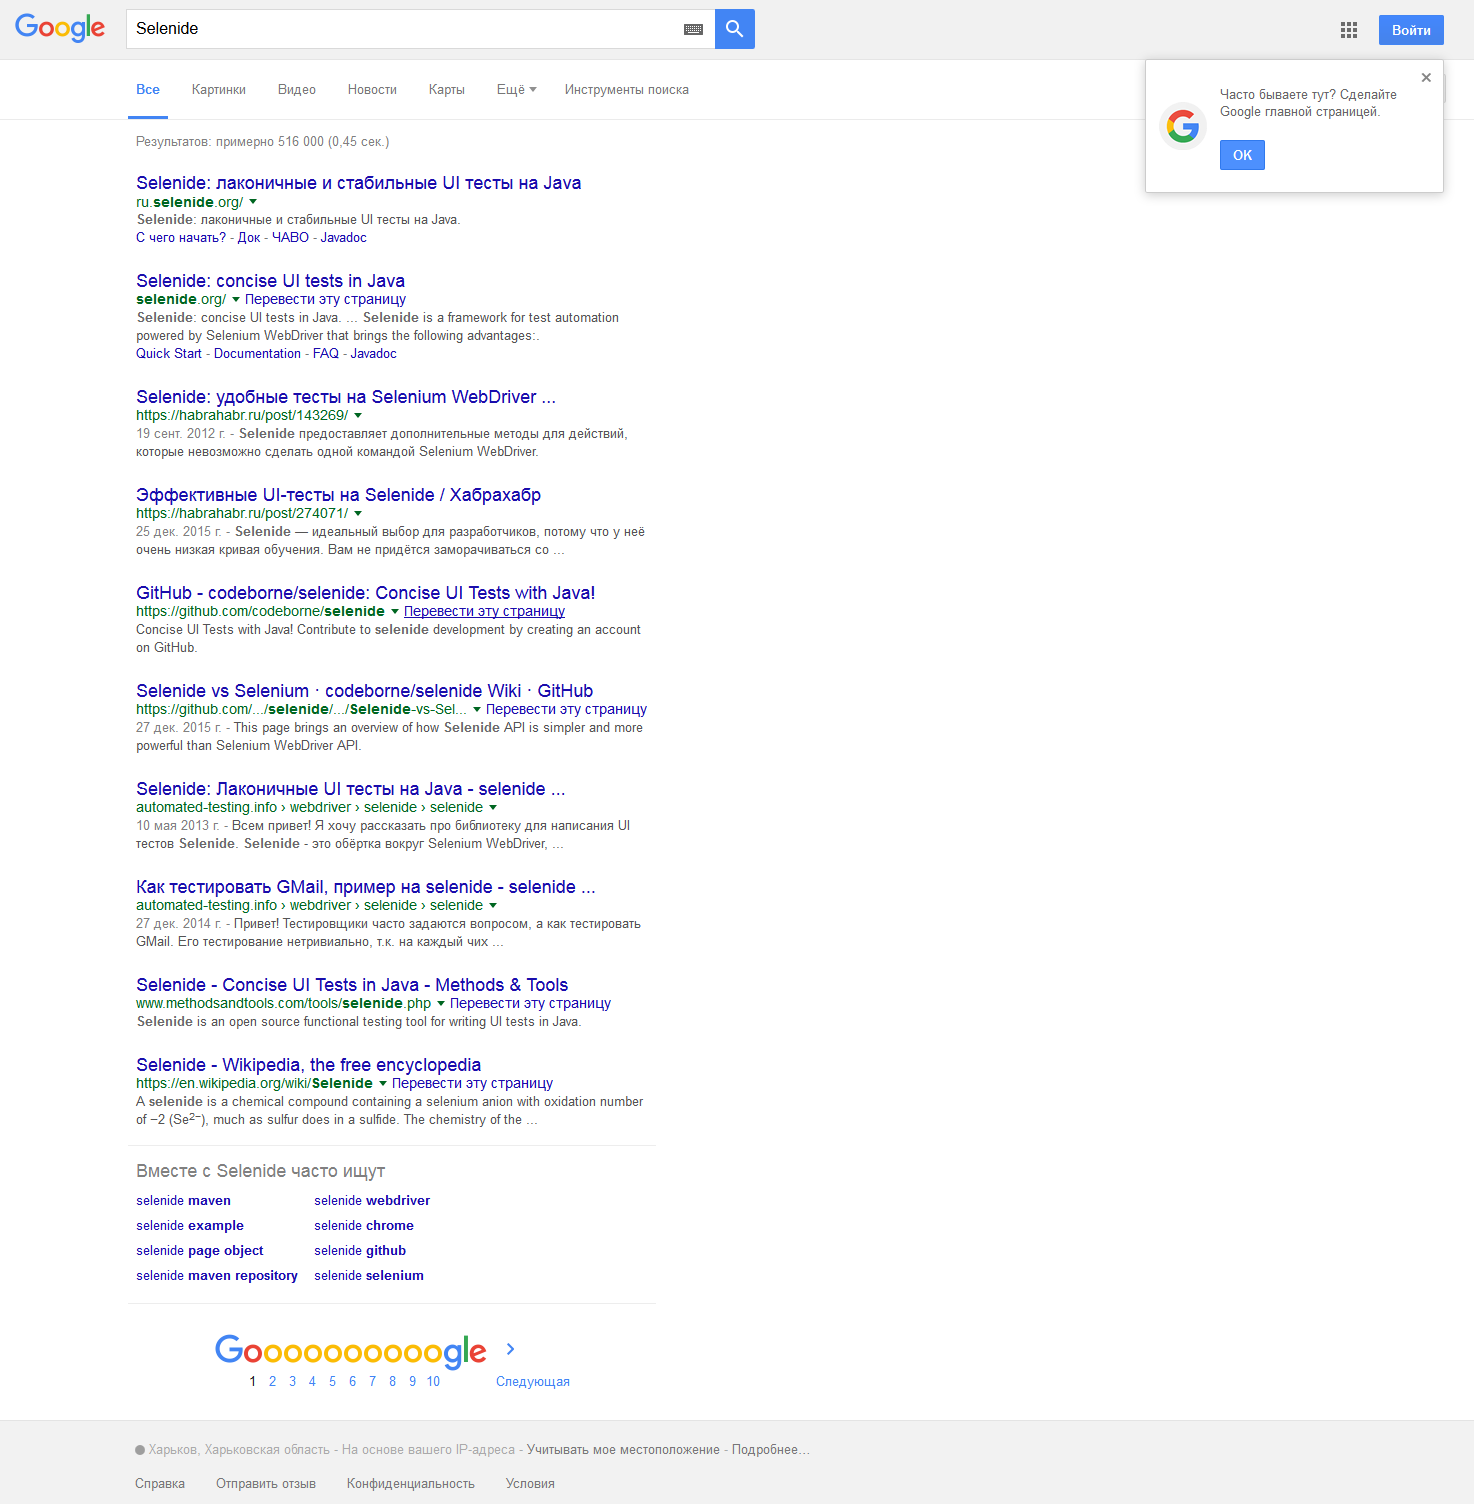 Google
Selenide
Войти
Все Картинки Видео Новости Карты Ещё Инструменты поиска
Часто бываете тут? Сделайте
Google главной страницей.
OK
Результатов: примерно 516 000 (0,45 сек.)
Selenide: лаконичные и стабильные UI тесты на Java
ru.selenide.org/
Selenide: лаконичные и стабильные UI тесты на Java.
С чего начать? - Док - ЧАВО - Javadoc
Selenide: concise UI tests in Java
selenide.org/ Перевести эту страницу
Selenide: concise UI tests in Java. ... Selenide is a framework for test automation
powered by Selenium WebDriver that brings the following advantages:.
Quick Start - Documentation - FAQ - Javadoc
Selenide: удобные тесты на Selenium WebDriver ...
https://habrahabr.ru/post/143269/
19 сент. 2012 г. - Selenide предоставляет дополнительные методы для действий,
которые невозможно сделать одной командой Selenium WebDriver.
Эффективные UI-тесты на Selenide / Хабрахабр
https://habrahabr.ru/post/274071/
25 дек. 2015 г. - Selenide — идеальный выбор для разработчиков, потому что у неё
очень низкая кривая обучения. Вам не придётся заморачиваться со ...
GitHub - codeborne/selenide: Concise UI Tests with Java!
https://github.com/codeborne/selenide Перевести эту страницу
Concise UI Tests with Java! Contribute to selenide development by creating an account
on GitHub.
Selenide vs Selenium · codeborne/selenide Wiki · GitHub
https://github.com/.../selenide/.../Selenide-vs-Sel... Перевести эту страницу
27 дек. 2015 г. - This page brings an overview of how Selenide API is simpler and more
powerful than Selenium WebDriver API.
Selenide: Лаконичные UI тесты на Java - selenide ...
automated-testing.info › webdriver › selenide › selenide
10 мая 2013 г. - Всем привет! Я хочу рассказать про библиотеку для написания UI
тестов Selenide. Selenide - это обёртка вокруг Selenium WebDriver, ...
Как тестировать GMail, пример на selenide - selenide ...
automated-testing.info › webdriver › selenide › selenide
27 дек. 2014 г. - Привет! Тестировщики часто задаются вопросом, а как тестировать
GMail. Его тестирование нетривиально, т.к. на каждый чих ...
Selenide - Concise UI Tests in Java - Methods & Tools
www.methodsandtools.com/tools/selenide.php Перевести эту страницу
Selenide is an open source functional testing tool for writing UI tests in Java.
Selenide - Wikipedia, the free encyclopedia
https://en.wikipedia.org/wiki/Selenide Перевести эту страницу
A selenide is a chemical compound containing a selenium anion with oxidation number
of −2 (Se²⁻), much as sulfur does in a sulfide. The chemistry of the ...
Вместе с Selenide часто ищут
selenide maven selenide webdriver
selenide example selenide chrome
selenide page object selenide github
selenide maven repository selenide selenium
Goooooooooogle
1 2 3 4 5 6 7 8 9 10 Следующая
Харьков, Харьковская область - На основе вашего IP-адреса - Учитывать мое местоположение - Подробнее…
Справка Отправить отзыв Конфиденциальность Условия